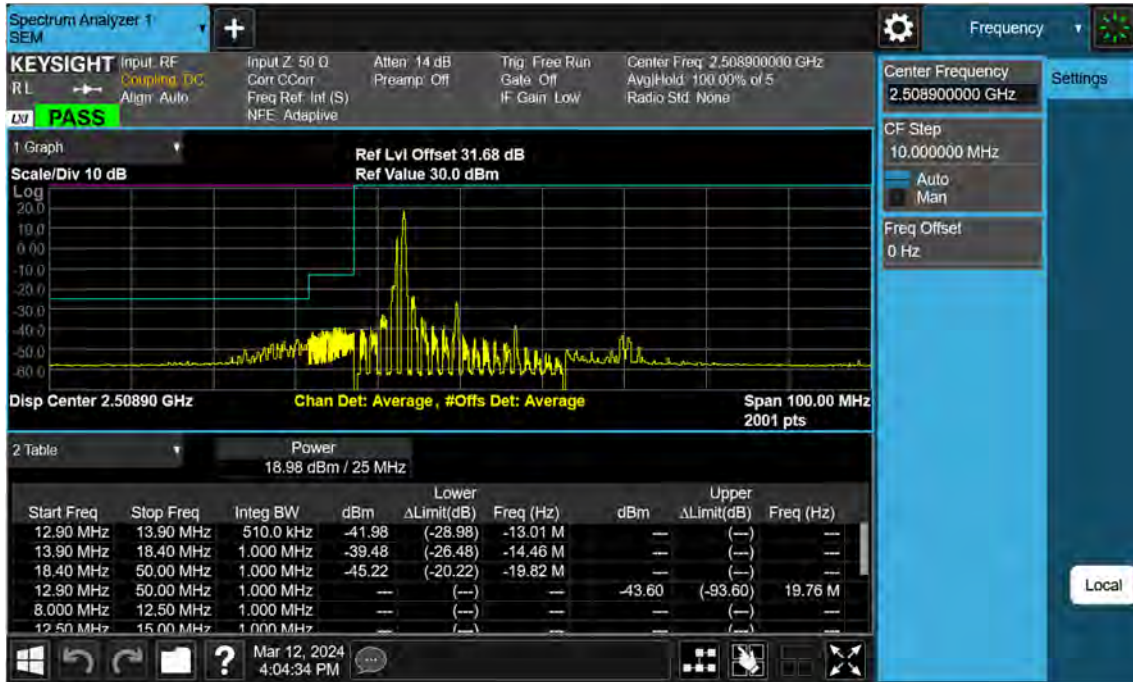 Spectrum Analyzer 1
SEM
Frequency
KEYSIGHT
RL
LXI
PASS
Input: RF
Coupling: DC
Align: Auto
Input Z: 50 Ω
Corr CCorr
Freq Ref: Int (S)
NFE: Adaptive
Atten: 14 dB
Preamp: Off
Trig: Free Run
Gate: Off
IF Gain: Low
Center Freq: 2.508900000 GHz
Avg|Hold: 100.00% of 5
Radio Std: None
Center Frequency
2.508900000 GHz
Settings
CF Step
10.000000 MHz
Auto
Man
Freq Offset
0 Hz
1 Graph
Scale/Div 10 dB
Ref Lvl Offset 31.68 dB
Ref Value 30.0 dBm
Log
20.0
10.0
0.00
-10.0
-20.0
-30.0
-40.0
-50.0
-60.0
Disp Center 2.50890 GHz
Chan Det: Average, #Offs Det: Average
Span 100.00 MHz
2001 pts
2 Table
Power
18.98 dBm / 25 MHz
Lower Upper
Start Freq Stop Freq Integ BW dBm ΔLimit(dB) Freq (Hz) dBm ΔLimit(dB) Freq (Hz)
12.90 MHz 13.90 MHz 510.0 kHz -41.98 (-28.98) -13.01 M --- (---) ---
13.90 MHz 18.40 MHz 1.000 MHz -39.48 (-26.48) -14.46 M --- (---) ---
18.40 MHz 50.00 MHz 1.000 MHz -45.22 (-20.22) -19.82 M --- (---) ---
12.90 MHz 50.00 MHz 1.000 MHz --- (---) --- -43.60 (-93.60) 19.76 M
8.000 MHz 12.50 MHz 1.000 MHz --- (---) --- --- (---) ---
12.50 MHz 15.00 MHz 1.000 MHz --- (---) --- --- (---) ---
Local
?
Mar 12, 2024
4:04:34 PM